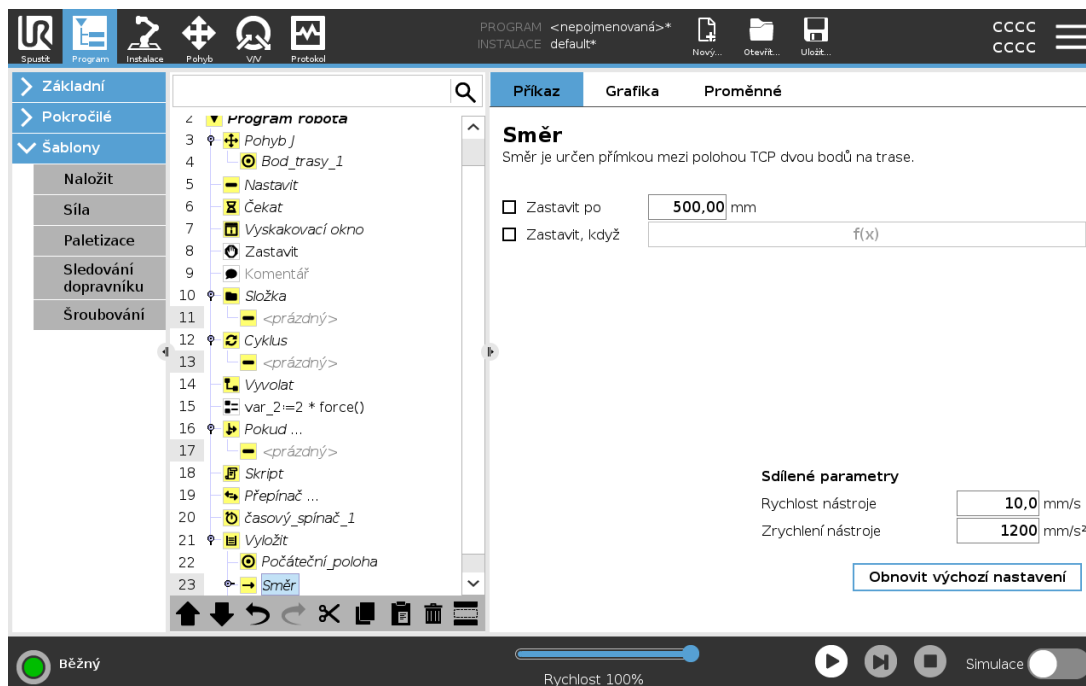 PROGRAM <nepojmenovaná>*
INSTALACE default*
CCCC
CCCC
Spustit
Program
Instalace
Pohyb
V/V
Protokol
Nový...
Otevřít...
Uložit...
Základní
Pokročilé
Šablony
Naložit
Síla
Paletizace
Sledování
dopravníku
Šroubování
2 Program robota
3 Pohyb J
4 Bod_trasy_1
5 Nastavit
6 Čekat
7 Vyskakovací okno
8 Zastavit
9 Komentář
10 Složka
11 <prázdný>
12 Cyklus
13 <prázdný>
14 Vyvolat
15 var_2:=2 * force()
16 Pokud ...
17 <prázdný>
18 Skript
19 Přepínač ...
20 časový_spínač_1
21 Vyložit
22 Počáteční_poloha
23 Směr
Příkaz Grafika Proměnné
Směr
Směr je určen přímkou mezi polohou TCP dvou bodů na trase.
Zastavit po 500,00 mm
Zastavit, když f(x)
Sdílené parametry
Rychlost nástroje 10,0 mm/s
Zrychlení nástroje 1200 mm/s²
Obnovit výchozí nastavení
Běžný
Rychlost 100%
Simulace